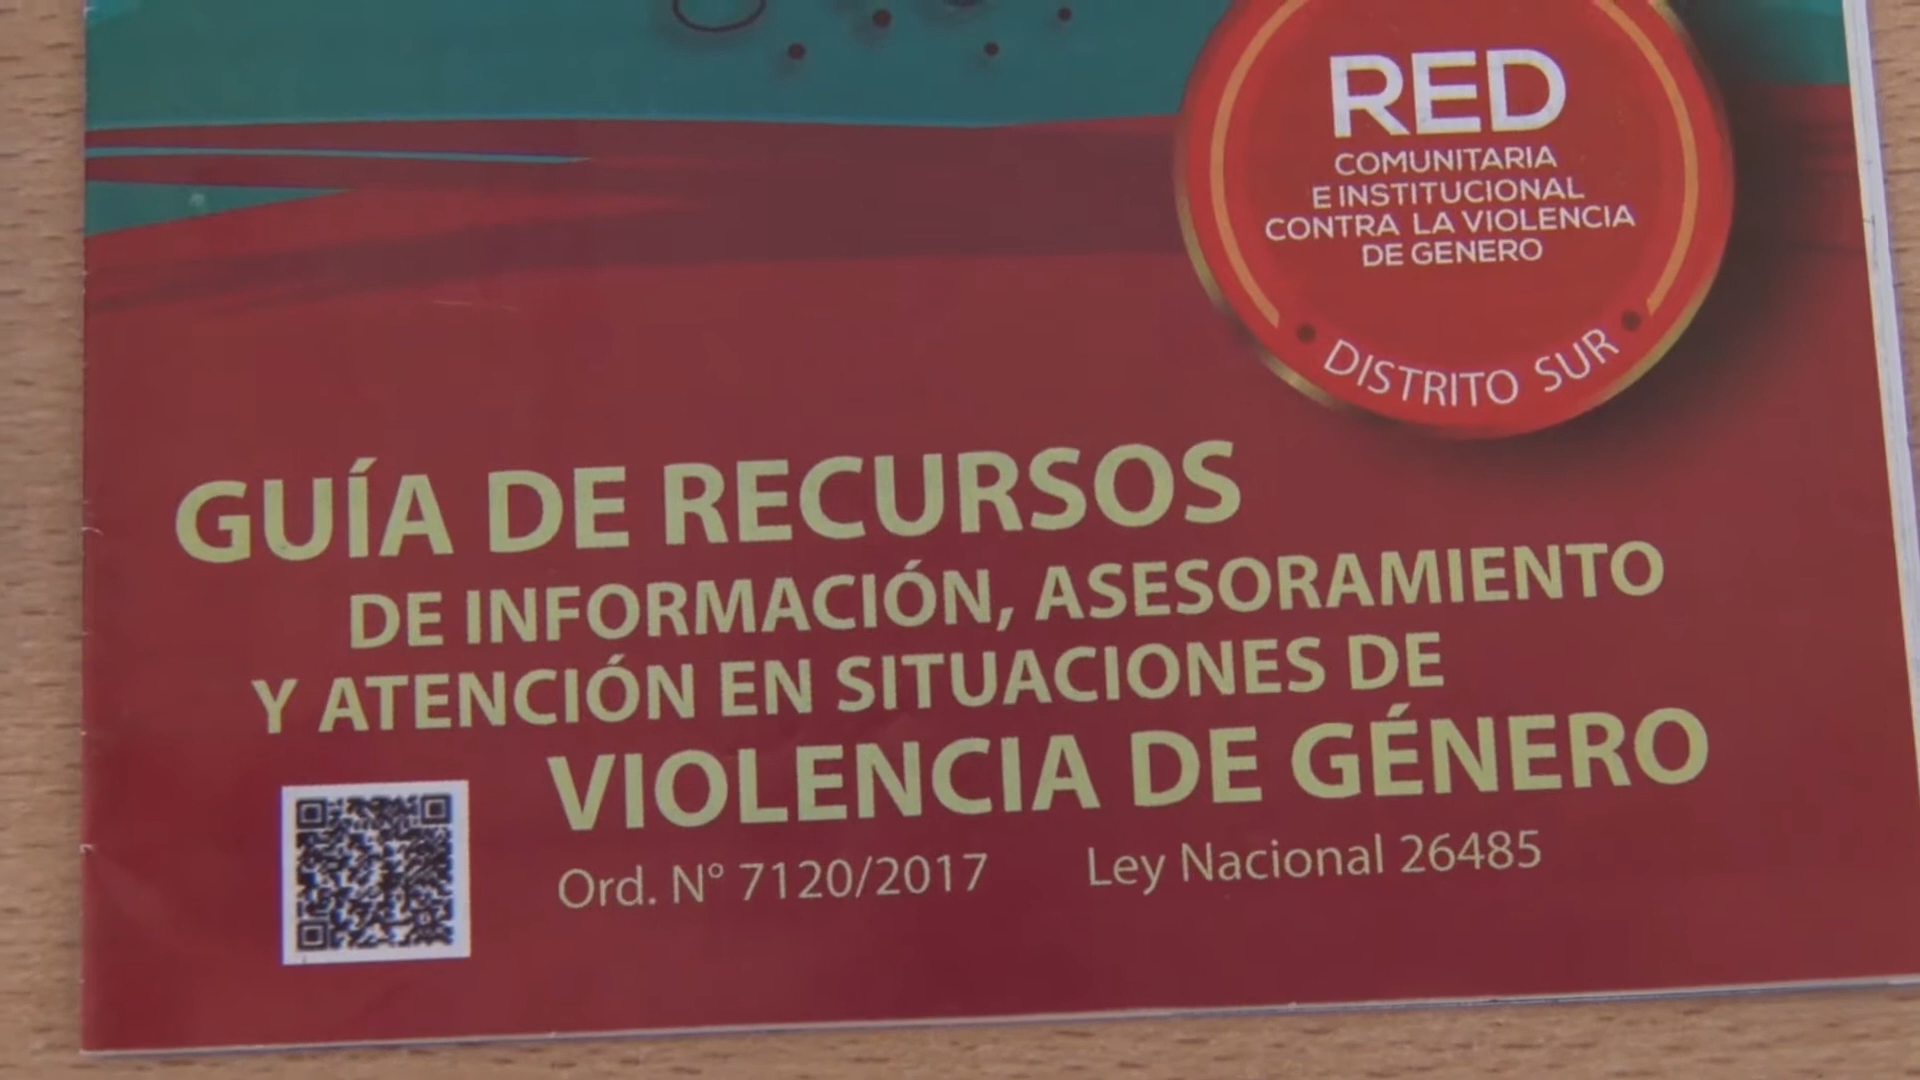 RED
COMUNITARIA
E INSTITUCIONAL
CONTRA LA VIOLENCIA
DE GENERO
DISTRITO SUR
GUÍA DE RECURSOS
DE INFORMACIÓN, ASESORAMIENTO
Y ATENCIÓN EN SITUACIONES DE
VIOLENCIA DE GÉNERO
Ord. N° 7120/2017 Ley Nacional 26485